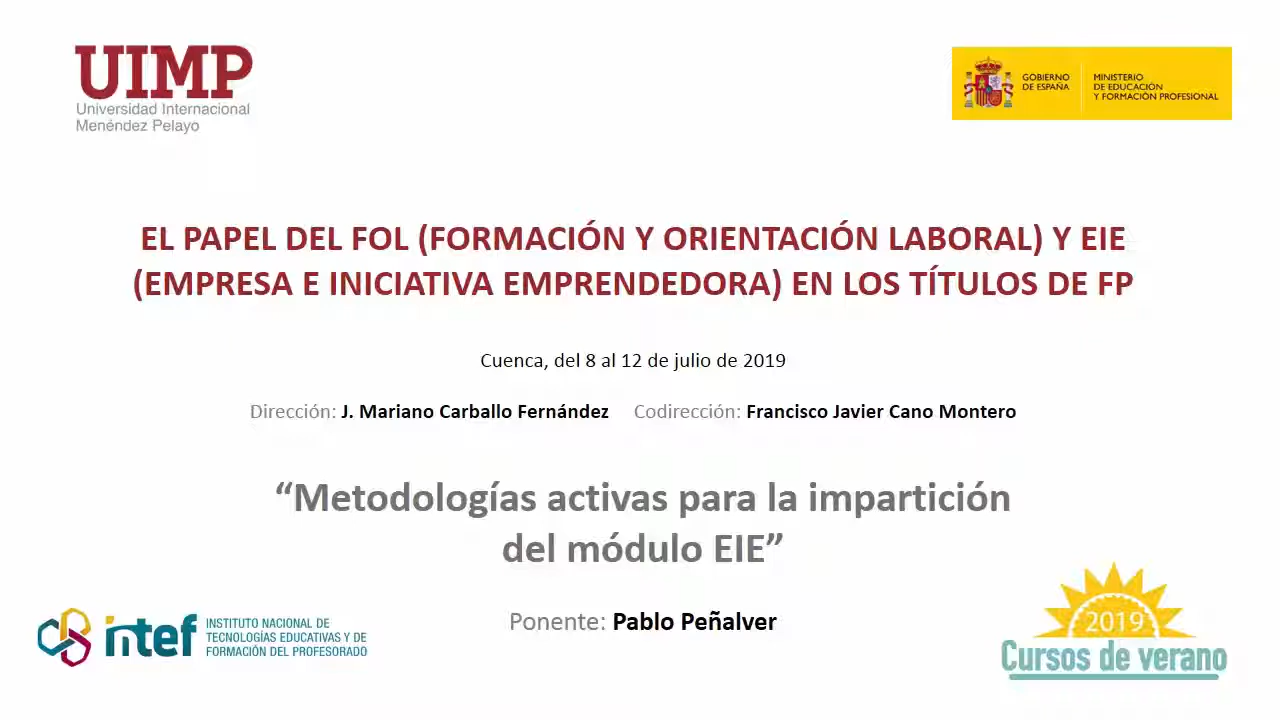 UIMP
Universidad Internacional
Menéndez Pelayo
GOBIERNO
DE ESPAÑA
MINISTERIO
DE EDUCACIÓN
Y FORMACIÓN PROFESIONAL
EL PAPEL DEL FOL (FORMACIÓN Y ORIENTACIÓN LABORAL) Y EIE
(EMPRESA E INICIATIVA EMPRENDEDORA) EN LOS TÍTULOS DE FP
Cuenca, del 8 al 12 de julio de 2019
Dirección: J. Mariano Carballo Fernández Codirección: Francisco Javier Cano Montero
“Metodologías activas para la impartición
del módulo EIE”
Ponente: Pablo Peñalver
intef
INSTITUTO NACIONAL DE
TECNOLOGÍAS EDUCATIVAS Y DE
FORMACIÓN DEL PROFESORADO
2019
Cursos de verano